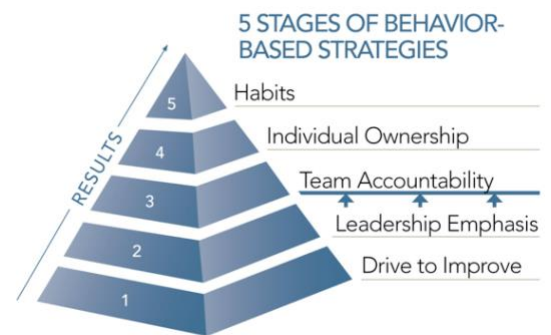 5 STAGES OF BEHAVIOR-
BASED STRATEGIES
RESULTS
5
Habits
4
Individual Ownership
3
Team Accountability
2
Leadership Emphasis
1
Drive to Improve